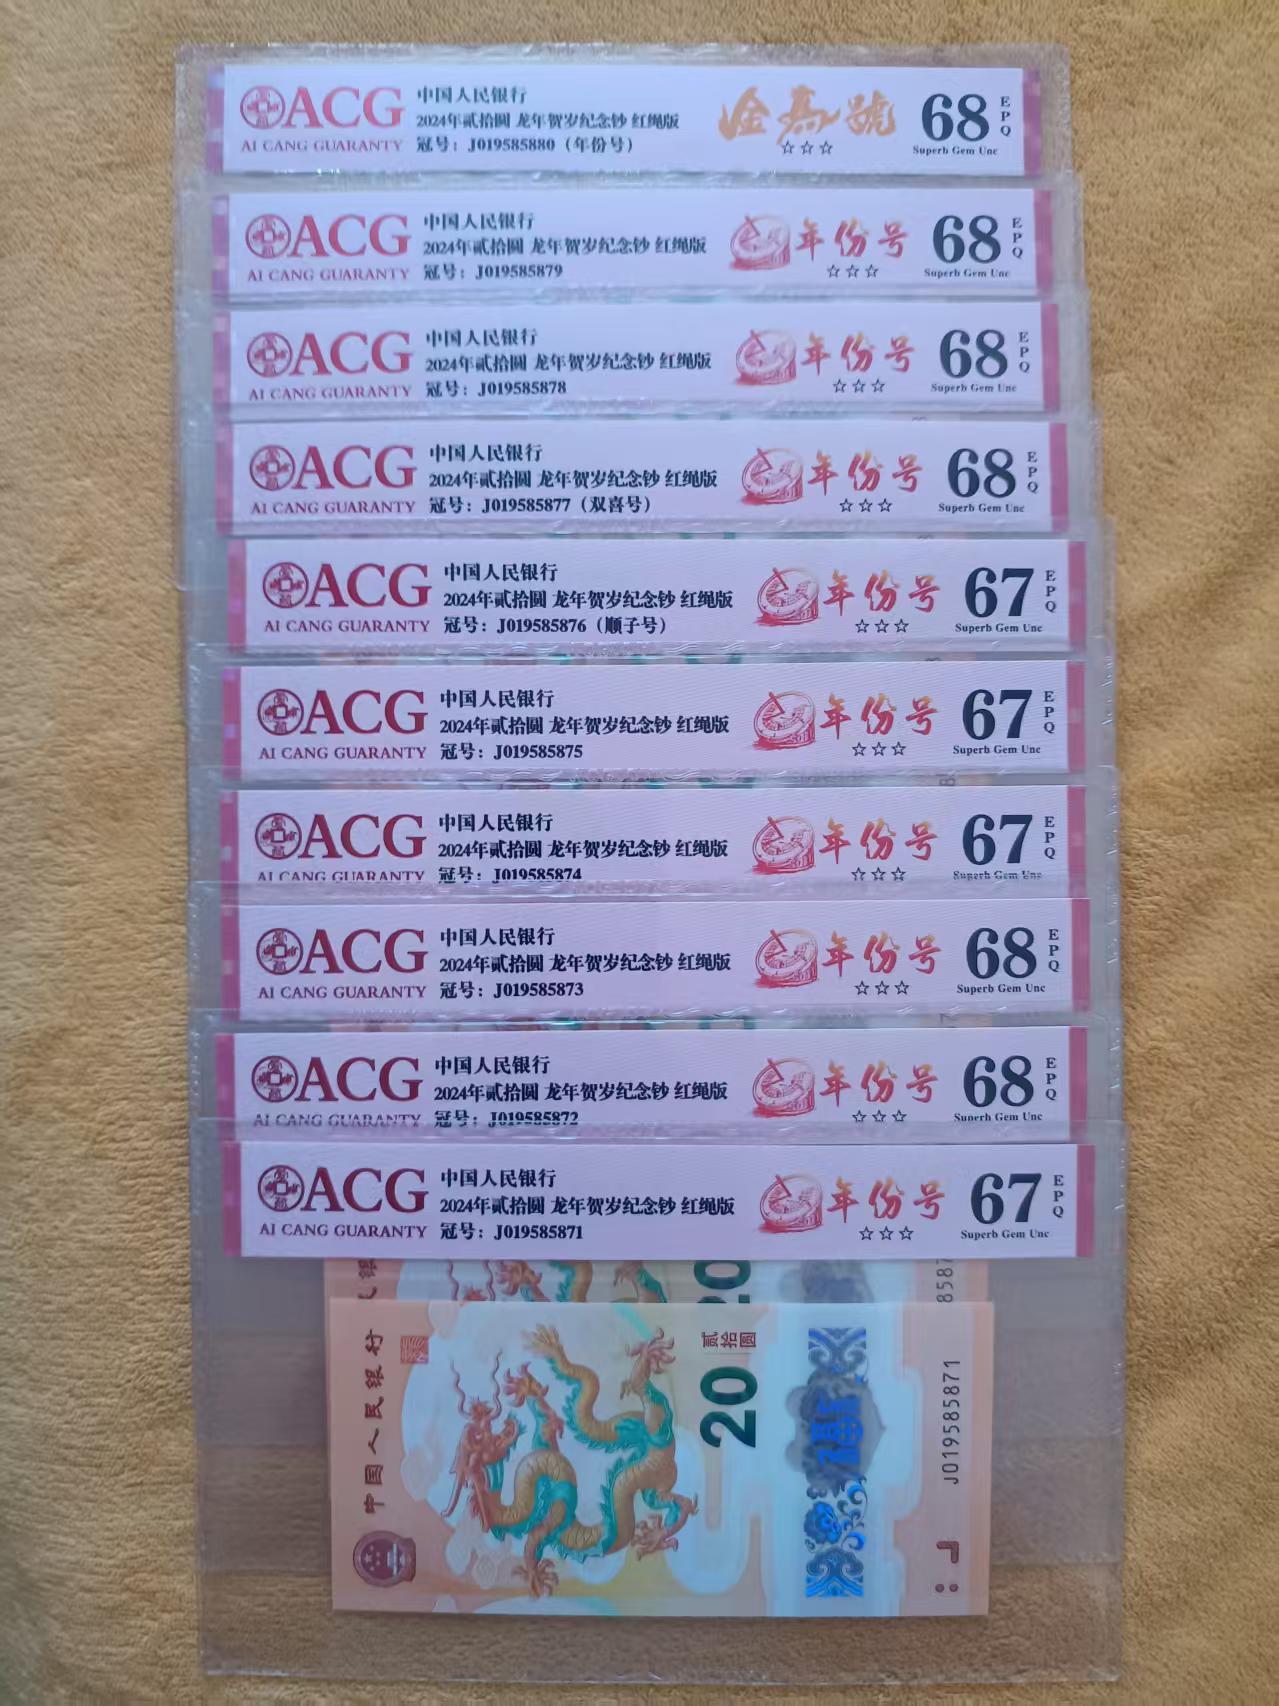 ACG
AI CANG GUARANTY
中国人民银行
2024年贰拾圆 龙年贺岁纪念钞 红绳版
冠号：J019585880（年份号）
金馬號
☆☆☆
68
EPQ
Superb Gem Unc
ACG
AI CANG GUARANTY
中国人民银行
2024年贰拾圆 龙年贺岁纪念钞 红绳版
冠号：J019585879
年份号
☆☆☆
68
EPQ
Superb Gem Unc
ACG
AI CANG GUARANTY
中国人民银行
2024年贰拾圆 龙年贺岁纪念钞 红绳版
冠号：J019585878
年份号
☆☆☆
68
EPQ
Superb Gem Unc
ACG
AI CANG GUARANTY
中国人民银行
2024年贰拾圆 龙年贺岁纪念钞 红绳版
冠号：J019585877（双喜号）
年份号
☆☆☆
68
EPQ
Superb Gem Unc
ACG
AI CANG GUARANTY
中国人民银行
2024年贰拾圆 龙年贺岁纪念钞 红绳版
冠号：J019585876（顺子号）
年份号
☆☆☆
67
EPQ
Superb Gem Unc
ACG
AI CANG GUARANTY
中国人民银行
2024年贰拾圆 龙年贺岁纪念钞 红绳版
冠号：J019585875
年份号
☆☆☆
67
EPQ
Superb Gem Unc
ACG
AI CANG GUARANTY
中国人民银行
2024年贰拾圆 龙年贺岁纪念钞 红绳版
冠号：J019585874
年份号
☆☆☆
67
EPQ
Superb Gem Unc
ACG
AI CANG GUARANTY
中国人民银行
2024年贰拾圆 龙年贺岁纪念钞 红绳版
冠号：J019585873
年份号
☆☆☆
68
EPQ
Superb Gem Unc
ACG
AI CANG GUARANTY
中国人民银行
2024年贰拾圆 龙年贺岁纪念钞 红绳版
冠号：J019585872
年份号
☆☆☆
68
EPQ
Superb Gem Unc
ACG
AI CANG GUARANTY
中国人民银行
2024年贰拾圆 龙年贺岁纪念钞 红绳版
冠号：J019585871
年份号
☆☆☆
67
EPQ
Superb Gem Unc
中国人民银行
贰拾圆
20
福
J019585871